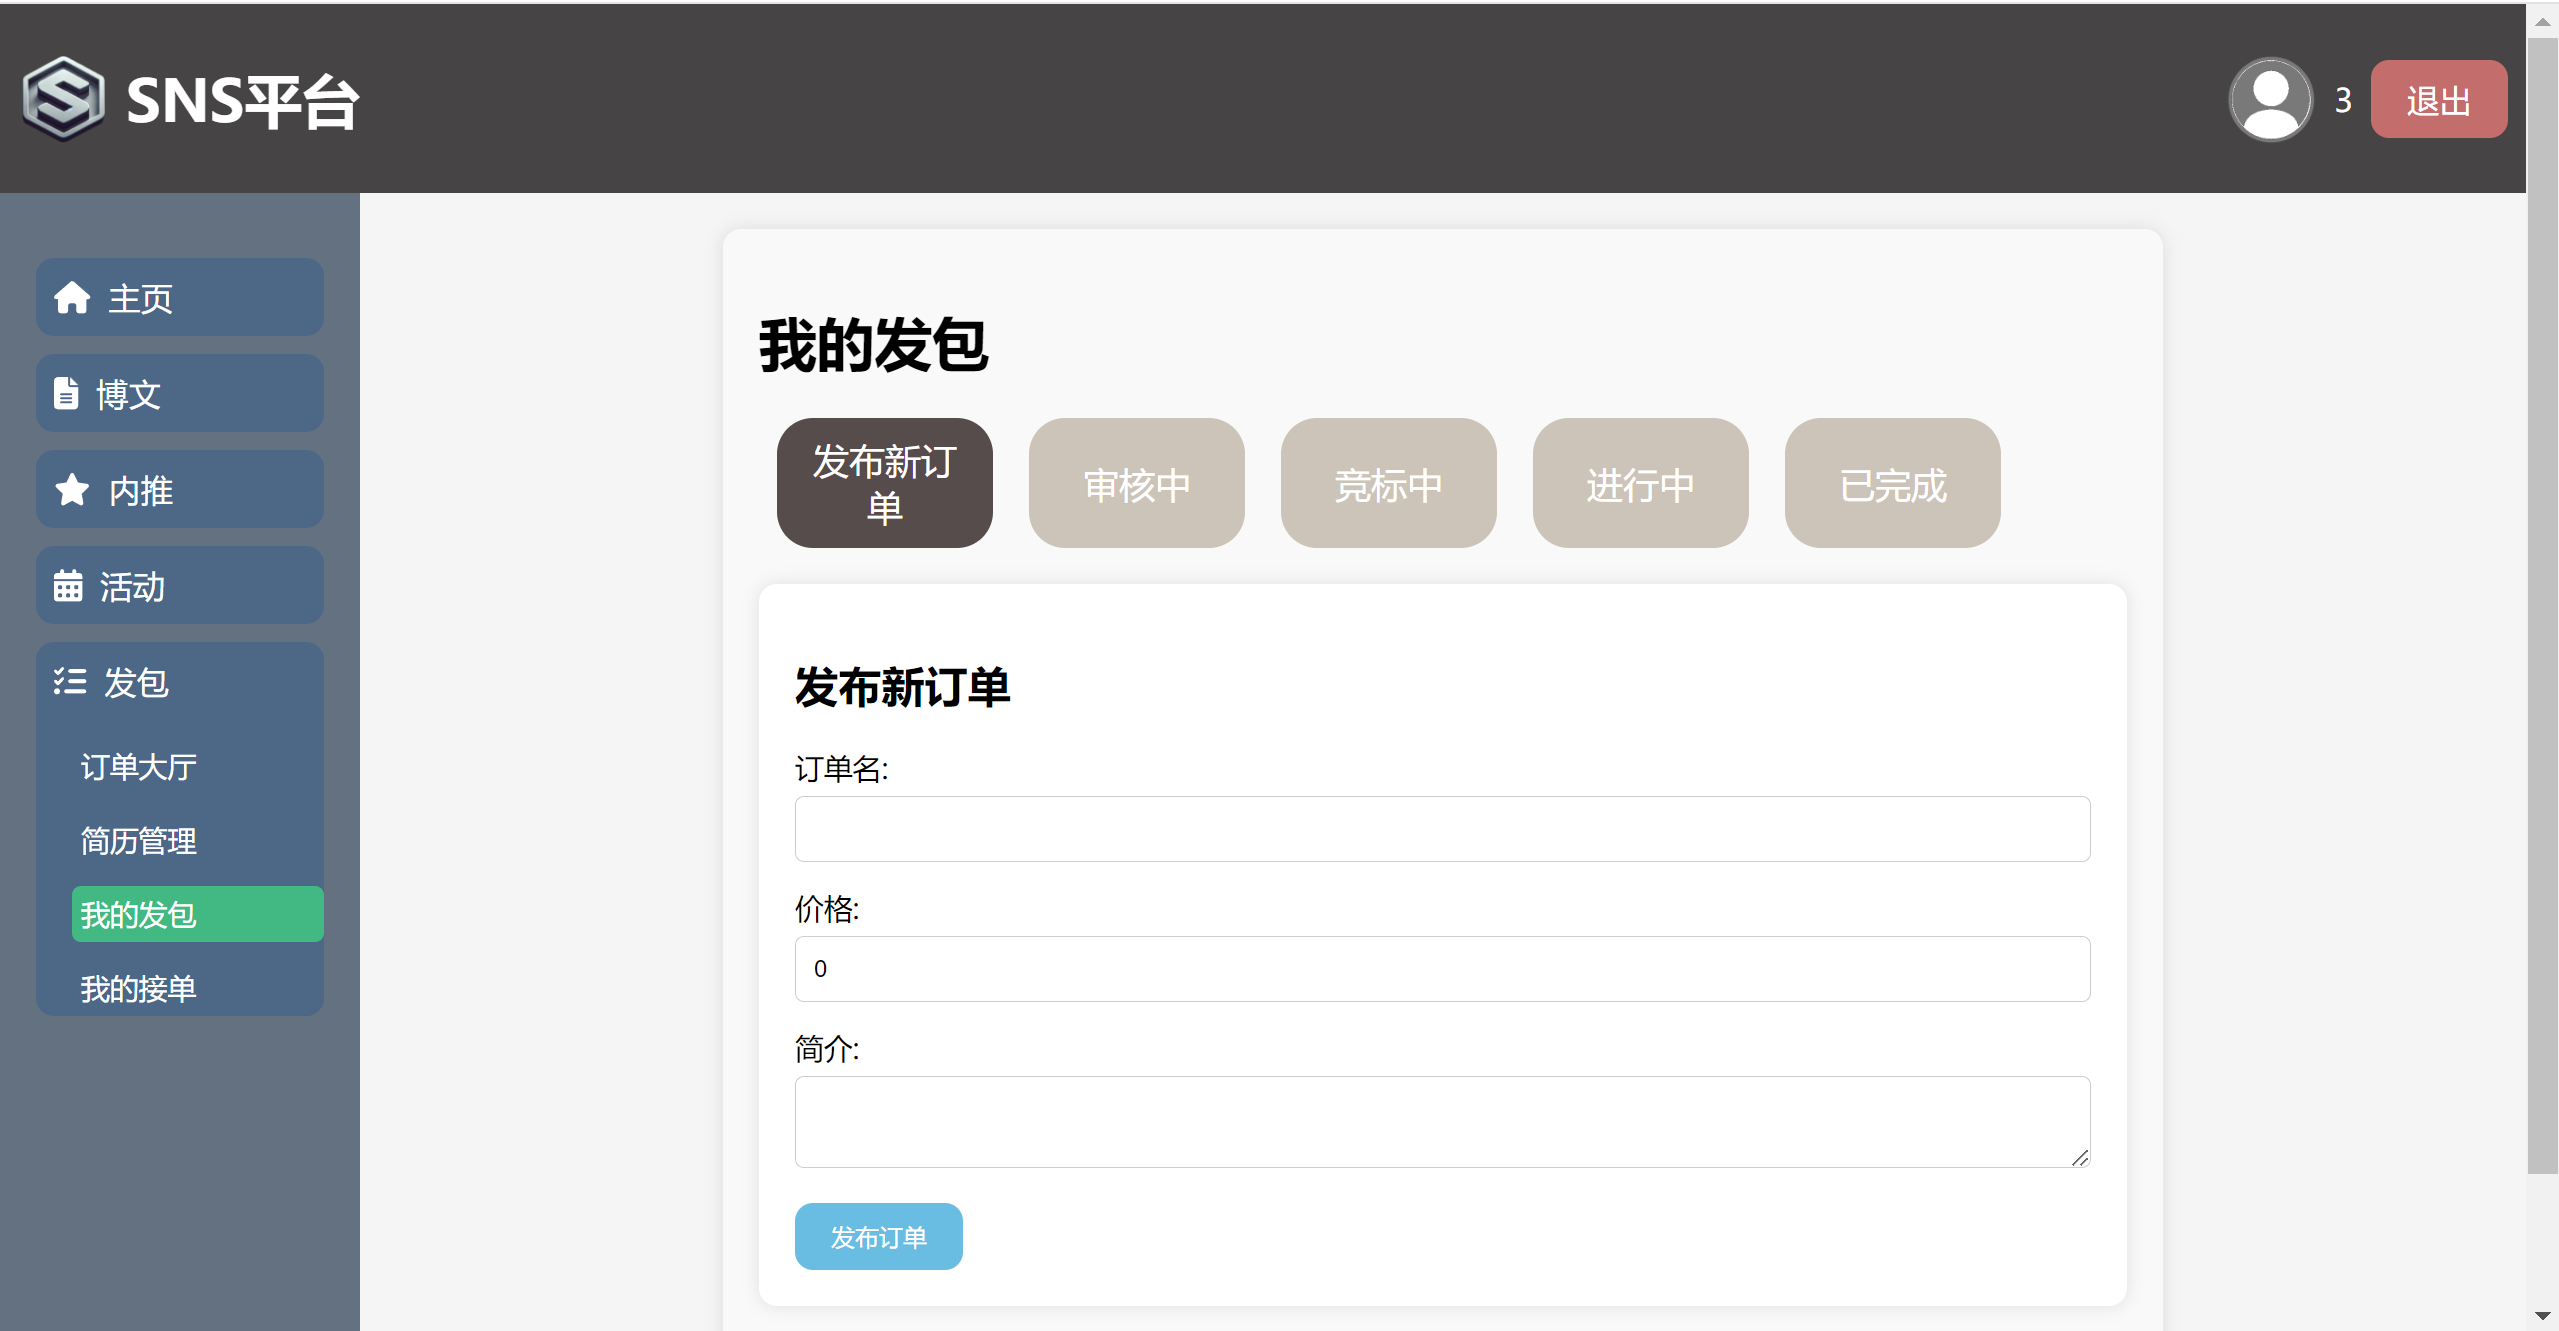 SNS平台
3
退出
主页
博文
内推
活动
发包
订单大厅
简历管理
我的发包
我的接单
我的发包
发布新订
单
审核中
竞标中
进行中
已完成
发布新订单
订单名:
价格:
0
简介:
发布订单